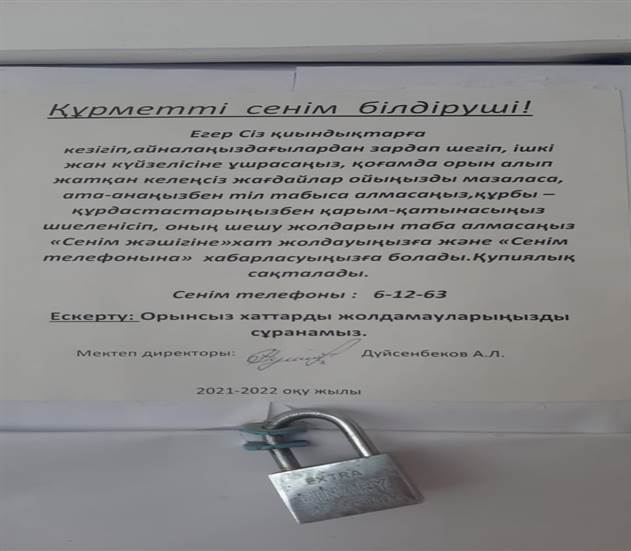 Құрметті сенім білдіруші!
Егер Сіз қиындықтарға
кезігіп,айналаңыздағылардан зардап шегіп, ішкі
жан күйзелісіне ұшрасаңыз, қоғамда орын алып
жатқан келеңсіз жағдайлар ойыңызды мазаласа,
ата-анаңызбен тіл табыса алмасаңыз,құрбы –
құрдастастарыңызбен қарым-қатынасыңыз
шиеленісіп, оның шешу жолдарын таба алмасаңыз
«Сенім жәшігіне»хат жолдауыңызға және «Сенім
телефонына» хабарласуыңызға болады.Құпиялық
сақталады.
Сенім телефоны : 6-12-63
Ескерту: Орынсыз хаттарды жолдамауларыңызды
сұранамыз.
Мектеп директоры: Дүйсенбеков А.Л.
2021-2022 оқу жылы
EXTRA